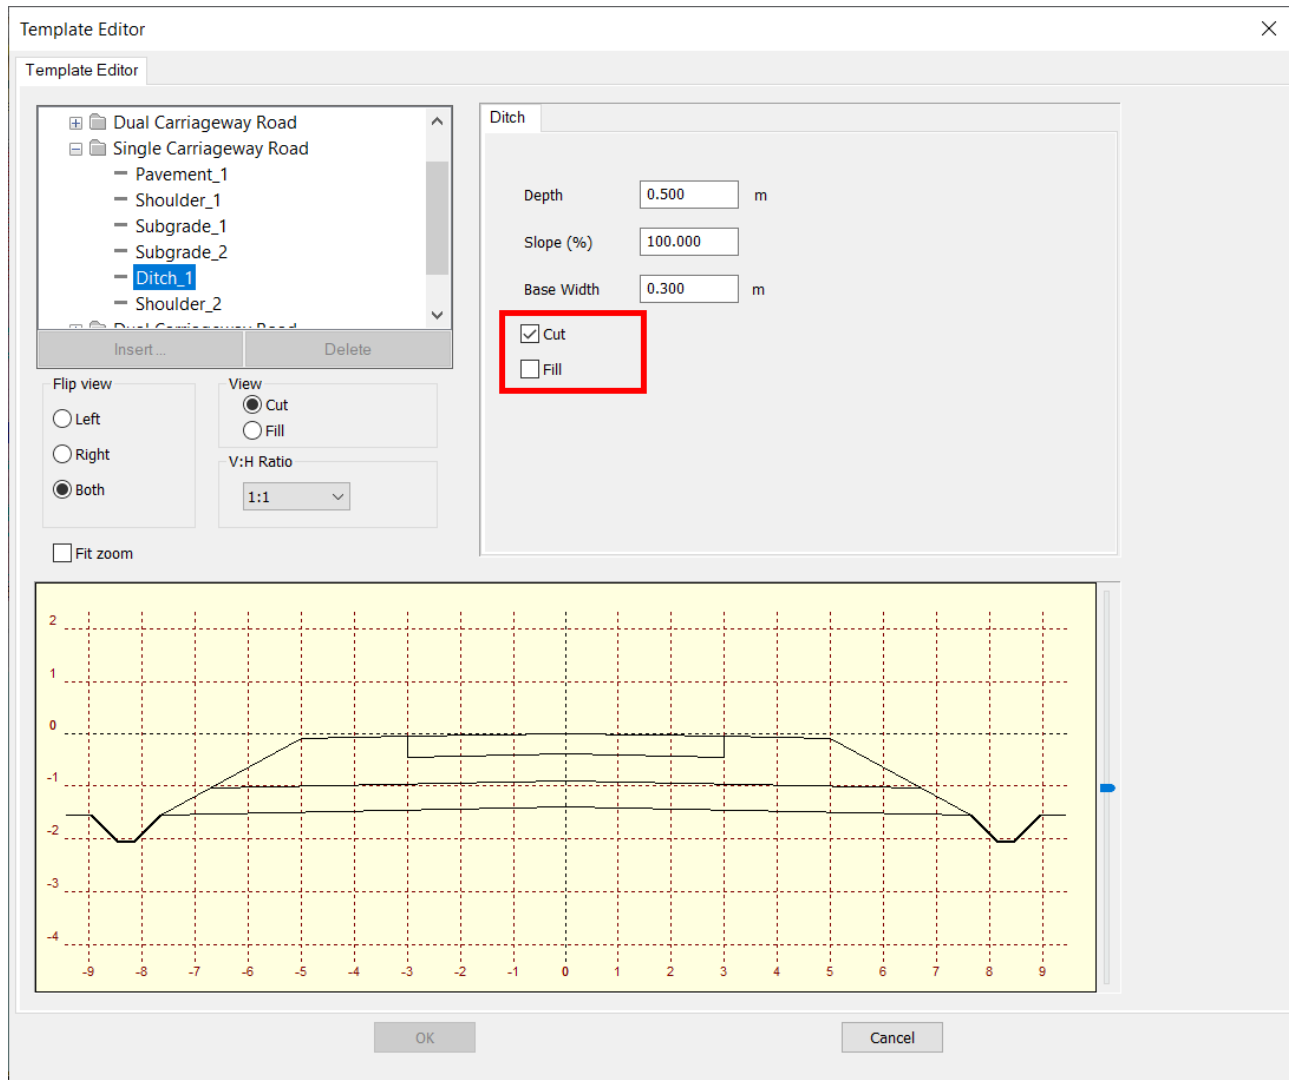 Template Editor
Template Editor
Dual Carriageway Road
Single Carriageway Road
Pavement_1
Shoulder_1
Subgrade_1
Subgrade_2
Ditch_1
Shoulder_2
Dual Carriageway Road
Insert...
Delete
Flip view
Left
Right
Both
View
Cut
Fill
V:H Ratio
1:1
Fit zoom
Ditch
Depth 0.500 m
Slope (%) 100.000
Base Width 0.300 m
Cut
Fill
2
1
0
-1
-2
-3
-4
-9 -8 -7 -6 -5 -4 -3 -2 -1 0 1 2 3 4 5 6 7 8 9
OK
Cancel